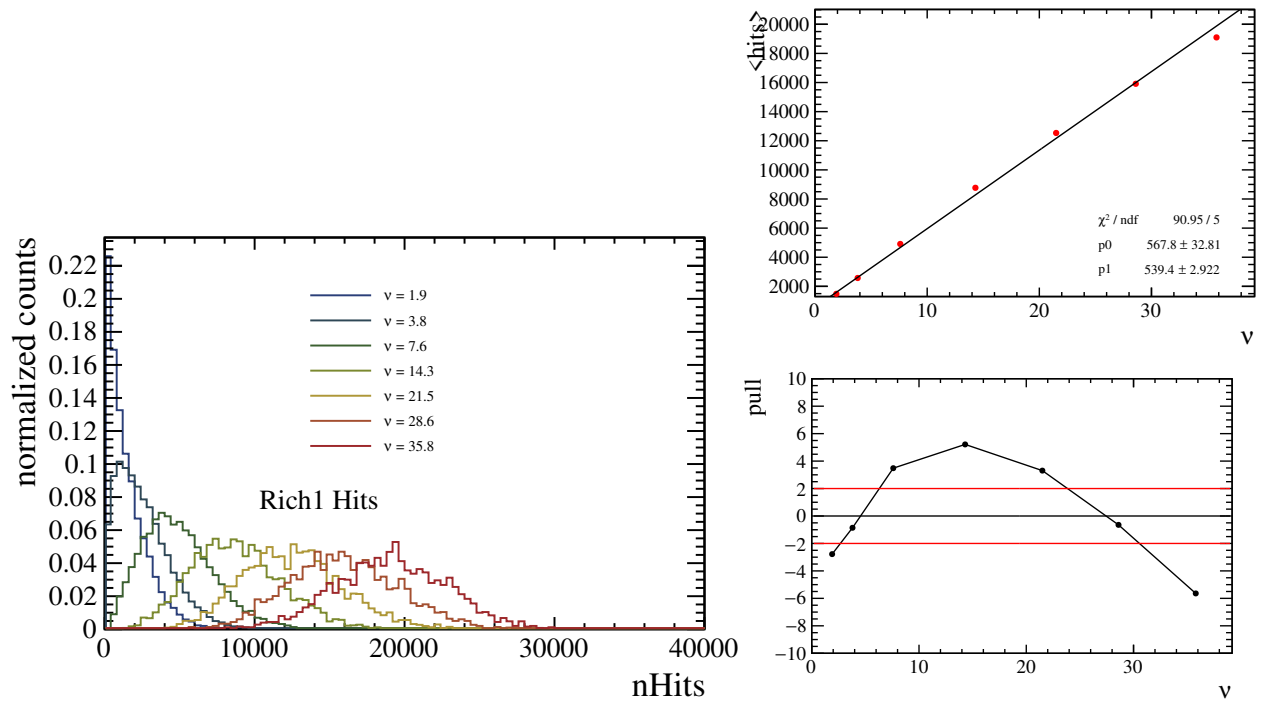 normalized counts
0.22
0.2
0.18
0.16
0.14
0.12
0.1
0.08
0.06
0.04
0.02
0
ν = 1.9
ν = 3.8
ν = 7.6
ν = 14.3
ν = 21.5
ν = 28.6
ν = 35.8
Rich1 Hits
0 10000 20000 30000 40000
nHits
<hits>
20000
18000
16000
14000
12000
10000
8000
6000
4000
2000
χ² / ndf 90.95 / 5
p0 567.8 ± 32.81
p1 539.4 ± 2.922
0 10 20 30
ν
pull
10
8
6
4
2
0
−2
−4
−6
−8
−10
0 10 20 30
ν